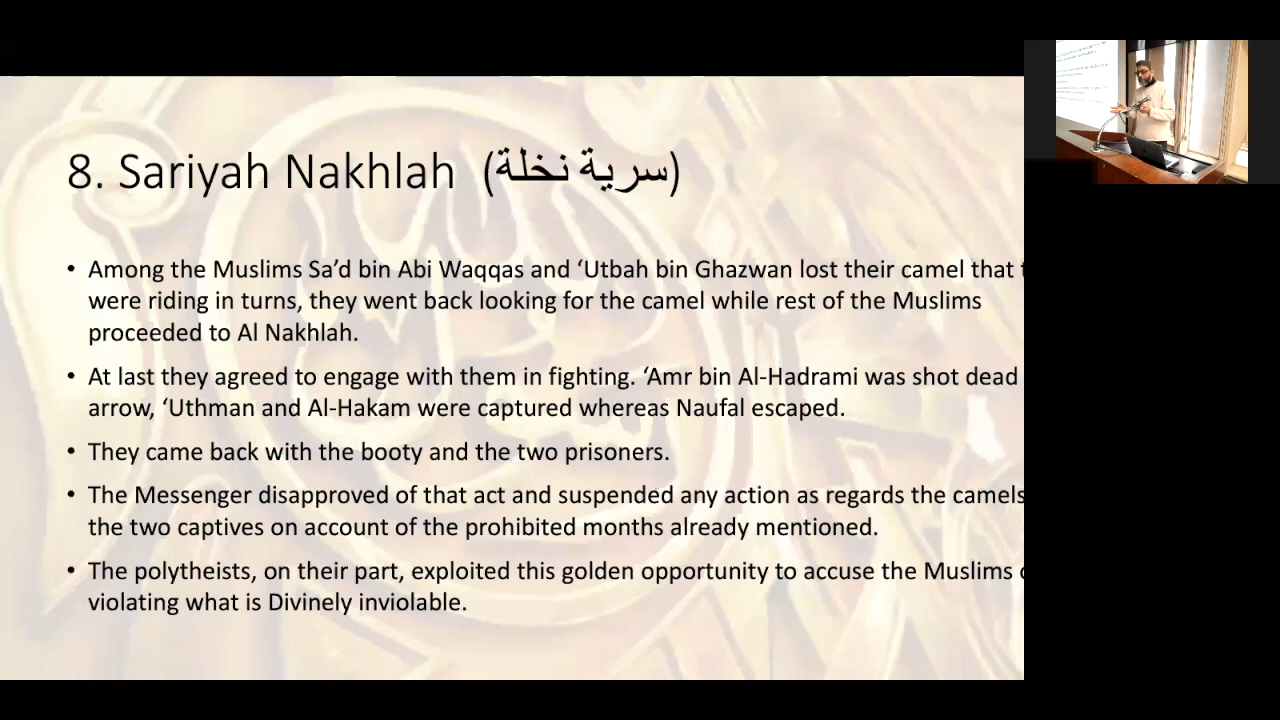 8. Sariyah Nakhlah (سرية نخلة)
• Among the Muslims Sa’d bin Abi Waqqas and ‘Utbah bin Ghazwan lost their camel that
were riding in turns, they went back looking for the camel while rest of the Muslims
proceeded to Al Nakhlah.
• At last they agreed to engage with them in fighting. ‘Amr bin Al-Hadrami was shot dead
arrow, ‘Uthman and Al-Hakam were captured whereas Naufal escaped.
• They came back with the booty and the two prisoners.
• The Messenger disapproved of that act and suspended any action as regards the camels
the two captives on account of the prohibited months already mentioned.
• The polytheists, on their part, exploited this golden opportunity to accuse the Muslims
violating what is Divinely inviolable.